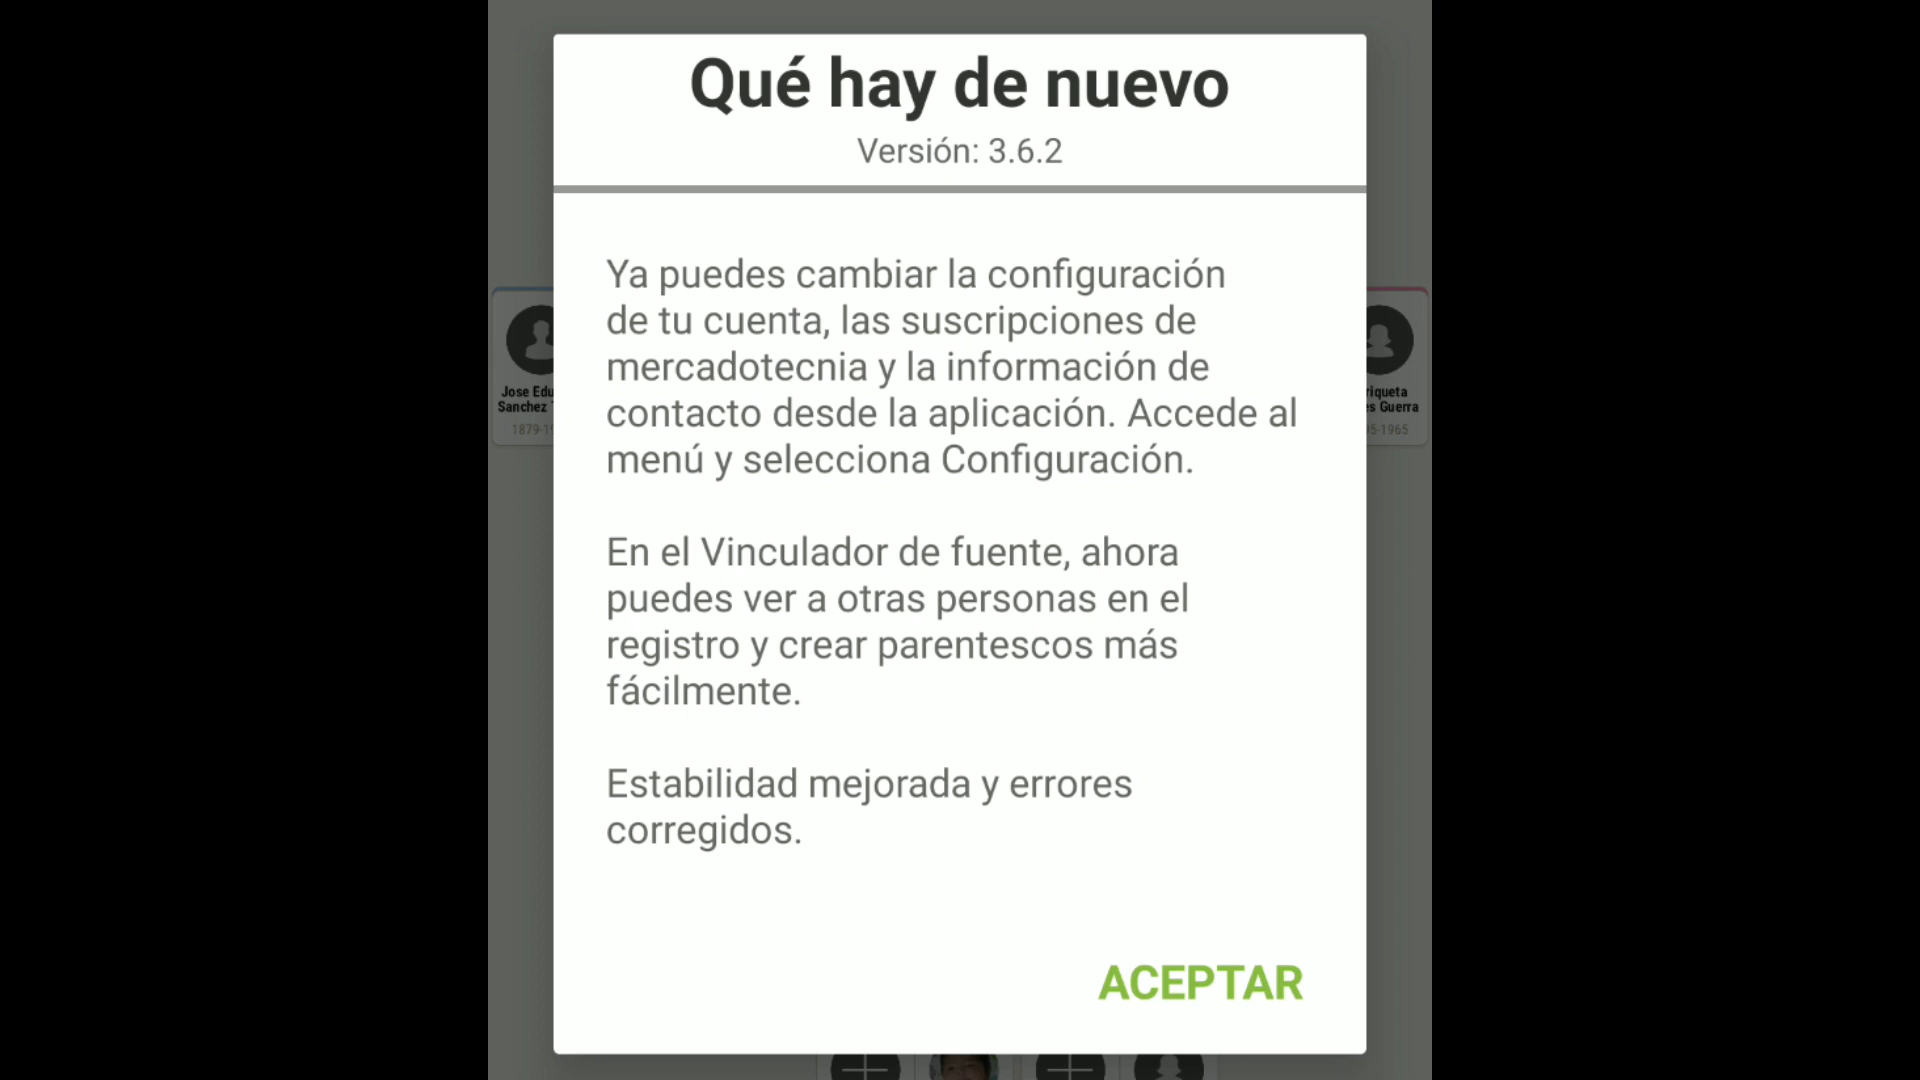 Qué hay de nuevo
Versión: 3.6.2
Ya puedes cambiar la configuración
de tu cuenta, las suscripciones de
mercadotecnia y la información de
contacto desde la aplicación. Accede al
menú y selecciona Configuración.
En el Vinculador de fuente, ahora
puedes ver a otras personas en el
registro y crear parentescos más
fácilmente.
Estabilidad mejorada y errores
corregidos.
ACEPTAR
Jose Edu
Sanchez
1879-19
riqueta
es Guerra
95-1965